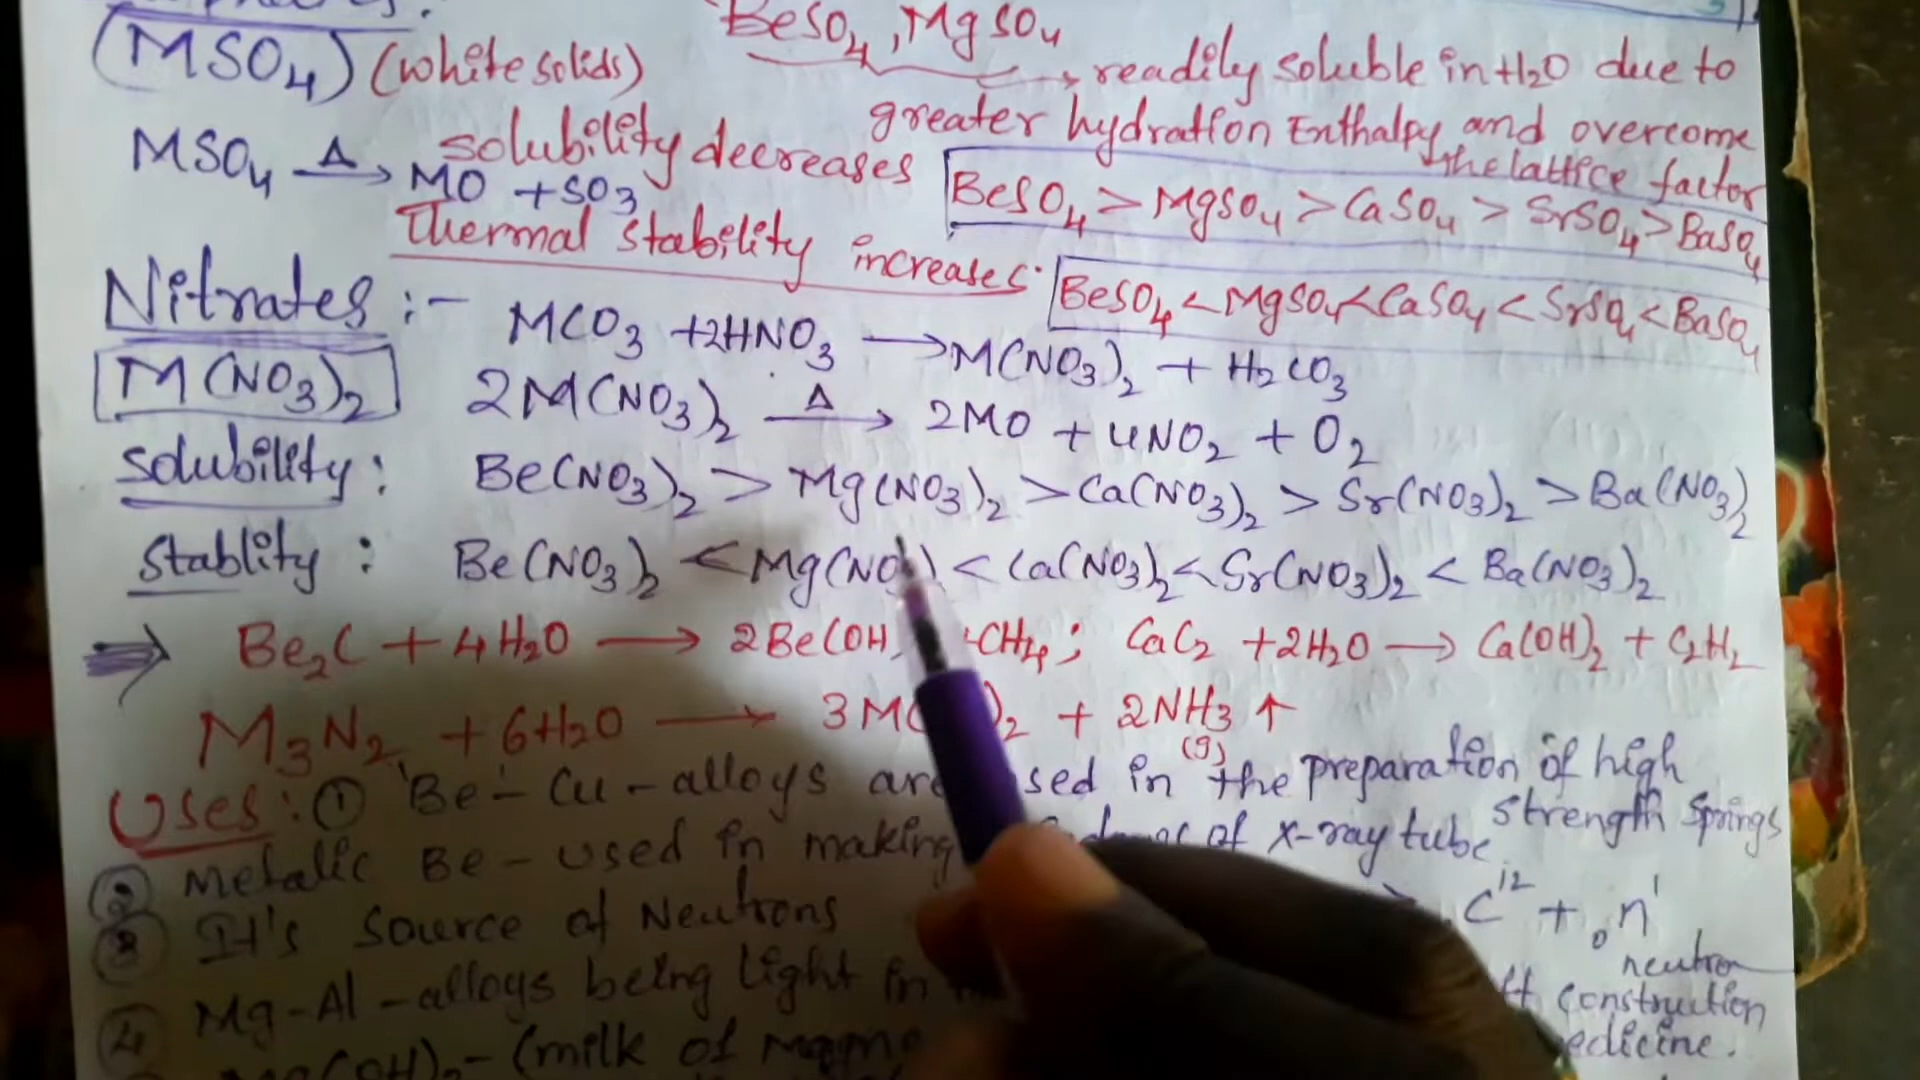 (MSO4) (white solids)
BeSO4, MgSO4
→ readily soluble in H2O due to
greater hydration Enthalpy and overcome
the lattice factor
MSO4 —Δ→ MO + SO3
solubility decreases
BeSO4 > MgSO4 > CaSO4 > SrSO4 > BaSO4
Thermal stability increases:
BeSO4 < MgSO4 < CaSO4 < SrSO4 < BaSO4
Nitrates :-
MCO3 + 2HNO3 → M(NO3)2 + H2CO3
M(NO3)2
2M(NO3)2 —Δ→ 2MO + 4NO2 + O2
Solubility : Be(NO3)2 > Mg(NO3)2 > Ca(NO3)2 > Sr(NO3)2 > Ba(NO3)2
Stablity : Be(NO3)2 < Mg(NO < Ca(NO3)2 < Sr(NO3)2 < Ba(NO3)2
⇒ Be2C + 4H2O → 2Be(OH + CH4 ; CaC2 + 2H2O → Ca(OH)2 + C2H2
M3N2 + 6H2O → 3M( )2 + 2NH3 ↑
(g)
Uses : ① Be - Cu - alloys are sed in the preparation of high
strength springs
② Metalic Be - used in making of x-ray tube
③ It's source of Neutrons
C12 + 0n1
neutron
④ Mg-Al - alloys being light in
construction
Mg(OH)2 - (milk of
edicine.